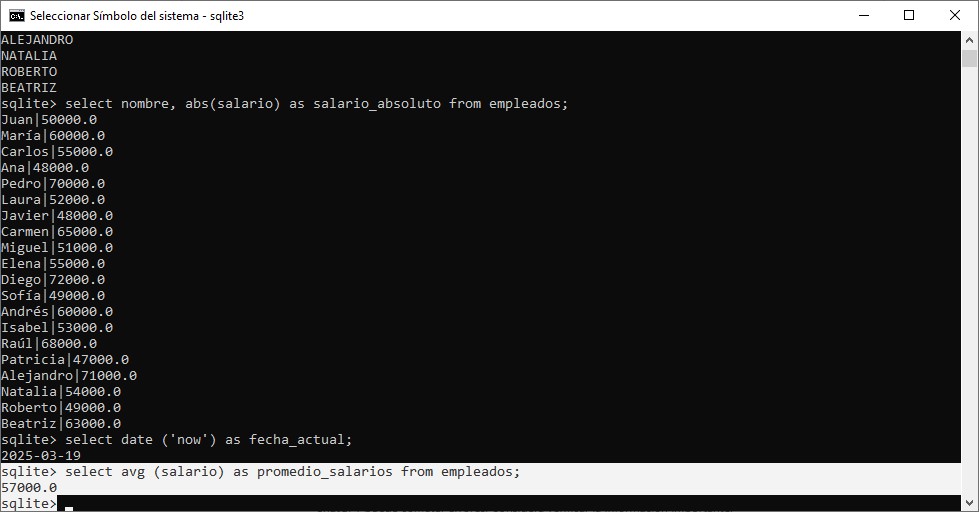 Seleccionar Símbolo del sistema - sqlite3
ALEJANDRO
NATALIA
ROBERTO
BEATRIZ
sqlite> select nombre, abs(salario) as salario_absoluto from empleados;
Juan|50000.0
María|60000.0
Carlos|55000.0
Ana|48000.0
Pedro|70000.0
Laura|52000.0
Javier|48000.0
Carmen|65000.0
Miguel|51000.0
Elena|55000.0
Diego|72000.0
Sofía|49000.0
Andrés|60000.0
Isabel|53000.0
Raúl|68000.0
Patricia|47000.0
Alejandro|71000.0
Natalia|54000.0
Roberto|49000.0
Beatriz|63000.0
sqlite> select date ('now') as fecha_actual;
2025-03-19
sqlite> select avg (salario) as promedio_salarios from empleados;
57000.0
sqlite>